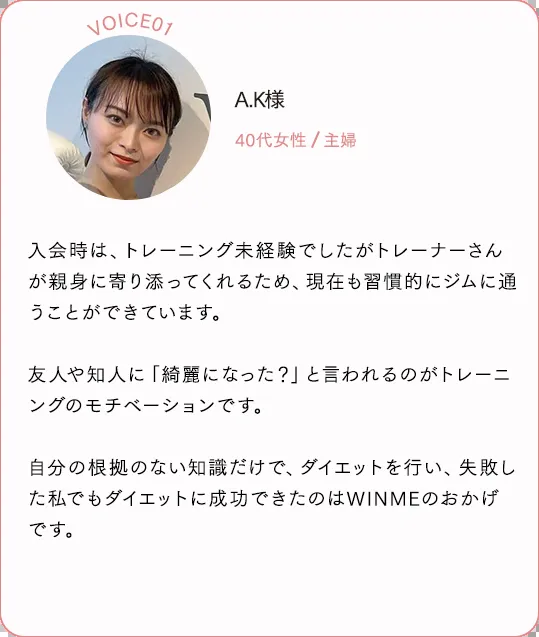 VOICE01
A.K様
40代女性 / 主婦
入会時は、トレーニング未経験でしたがトレーナーさん
が親身に寄り添ってくれるため、現在も習慣的にジムに通
うことができています。
友人や知人に「綺麗になった？」と言われるのがトレーニ
ングのモチベーションです。
自分の根拠のない知識だけで、ダイエットを行い、失敗し
た私でもダイエットに成功できたのはWINMEのおかげ
です。